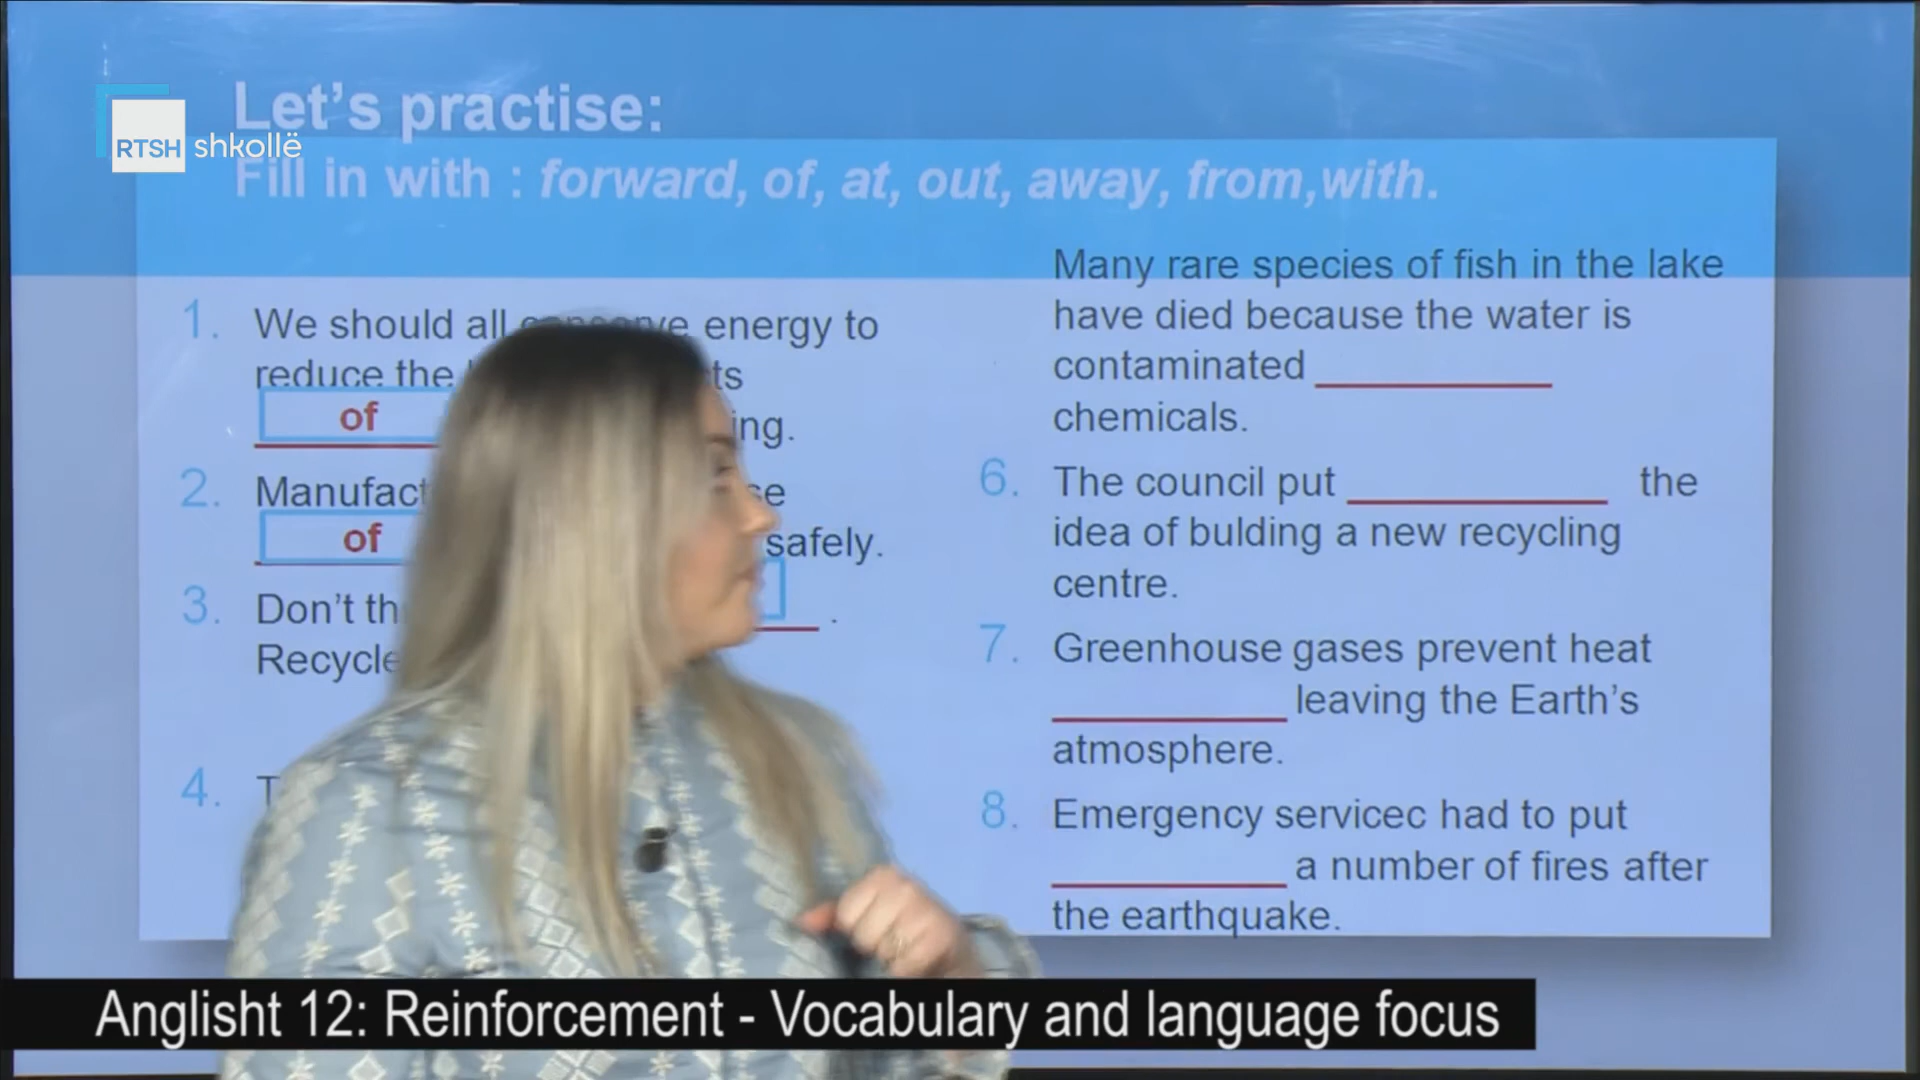 Let's practise:
RTSH shkollë
Fill in with : forward, of, at, out, away, from,with.
1. We should all conserve energy to
reduce the
of
2. Manufact
of safely.
3. Don't
Recycle
4.
Many rare species of fish in the lake
have died because the water is
contaminated
chemicals.
6. The council put the
idea of bulding a new recycling
centre.
7. Greenhouse gases prevent heat
leaving the Earth's
atmosphere.
8. Emergency servicec had to put
a number of fires after
the earthquake.
Anglisht 12: Reinforcement - Vocabulary and language focus